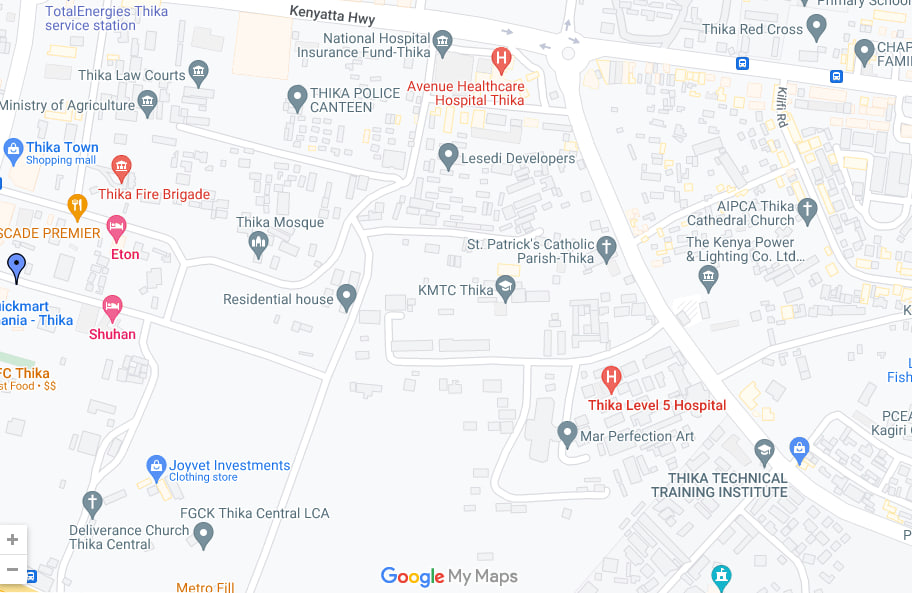 TotalEnergies Thika
service station
Kenyatta Hwy
Primary School
National Hospital
Insurance Fund-Thika
Thika Red Cross
CHAP
FAMI
Thika Law Courts
Avenue Healthcare
Hospital Thika
THIKA POLICE
CANTEEN
Ministry of Agriculture
Kilifi Rd
Thika Town
Shopping mall
Lesedi Developers
Thika Fire Brigade
AIPCA Thika
Cathedral Church
Thika Mosque
SCADE PREMIER
Eton
St. Patrick's Catholic
Parish-Thika
The Kenya Power
& Lighting Co. Ltd...
KMTC Thika
Residential house
uickmart
ania - Thika
Shuhan
K
FC Thika
st Food • $$
L
Fish
Thika Level 5 Hospital
PCEA
Kagiri C
Mar Perfection Art
Joyvet Investments
Clothing store
THIKA TECHNICAL
TRAINING INSTITUTE
FGCK Thika Central LCA
Deliverance Church
Thika Central
P
+
−
Google My Maps
Metro Fill